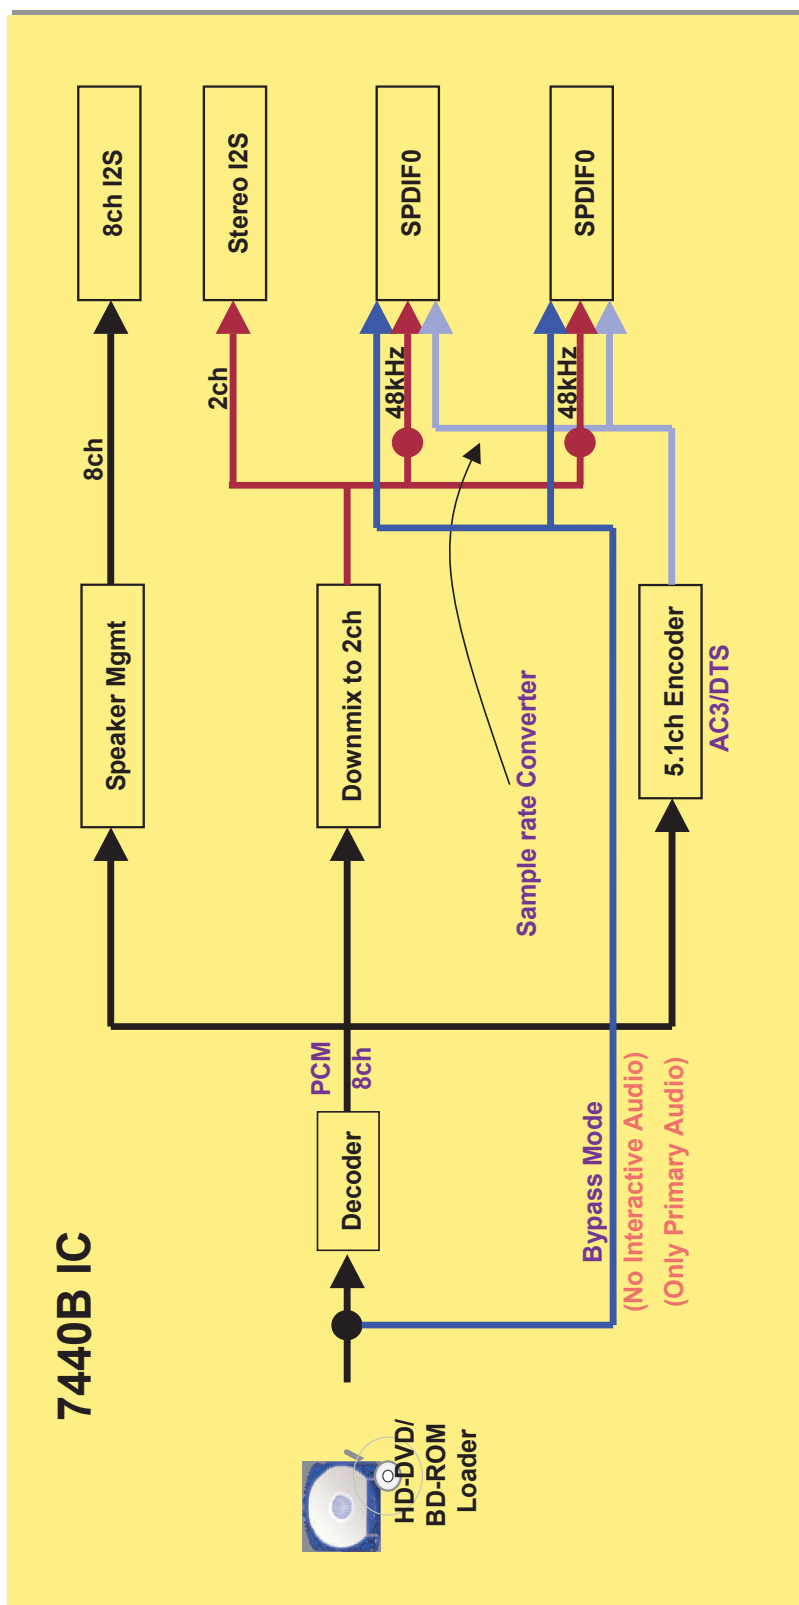 7440B IC
HD-DVD/
BD-ROM
Loader
Decoder
PCM
8ch
Bypass Mode
(No Interactive Audio)
(Only Primary Audio)
Speaker Mgmt
Downmix to 2ch
5.1ch Encoder
AC3/DTS
Sample rate Converter
8ch
2ch
48kHz
48kHz
8ch I2S
Stereo I2S
SPDIF0
SPDIF0